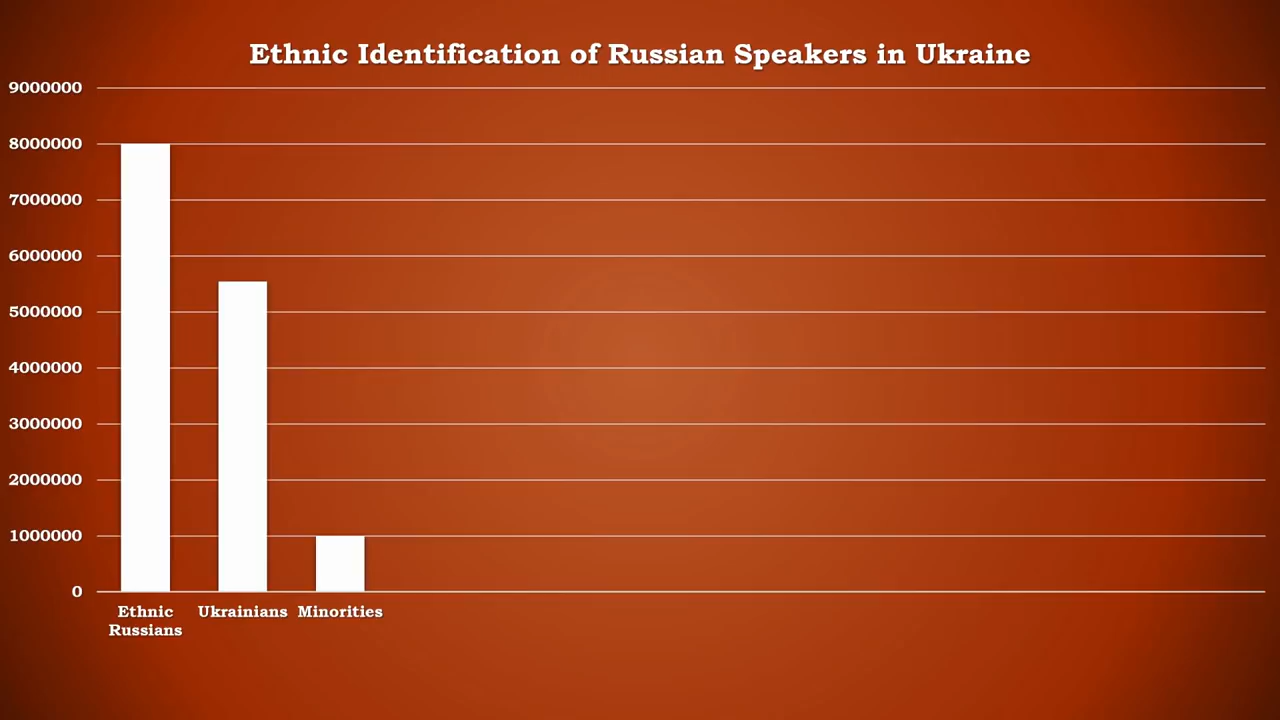 Ethnic Identification of Russian Speakers in Ukraine
9000000
8000000
7000000
6000000
5000000
4000000
3000000
2000000
1000000
0
Ethnic
Russians
Ukrainians
Minorities